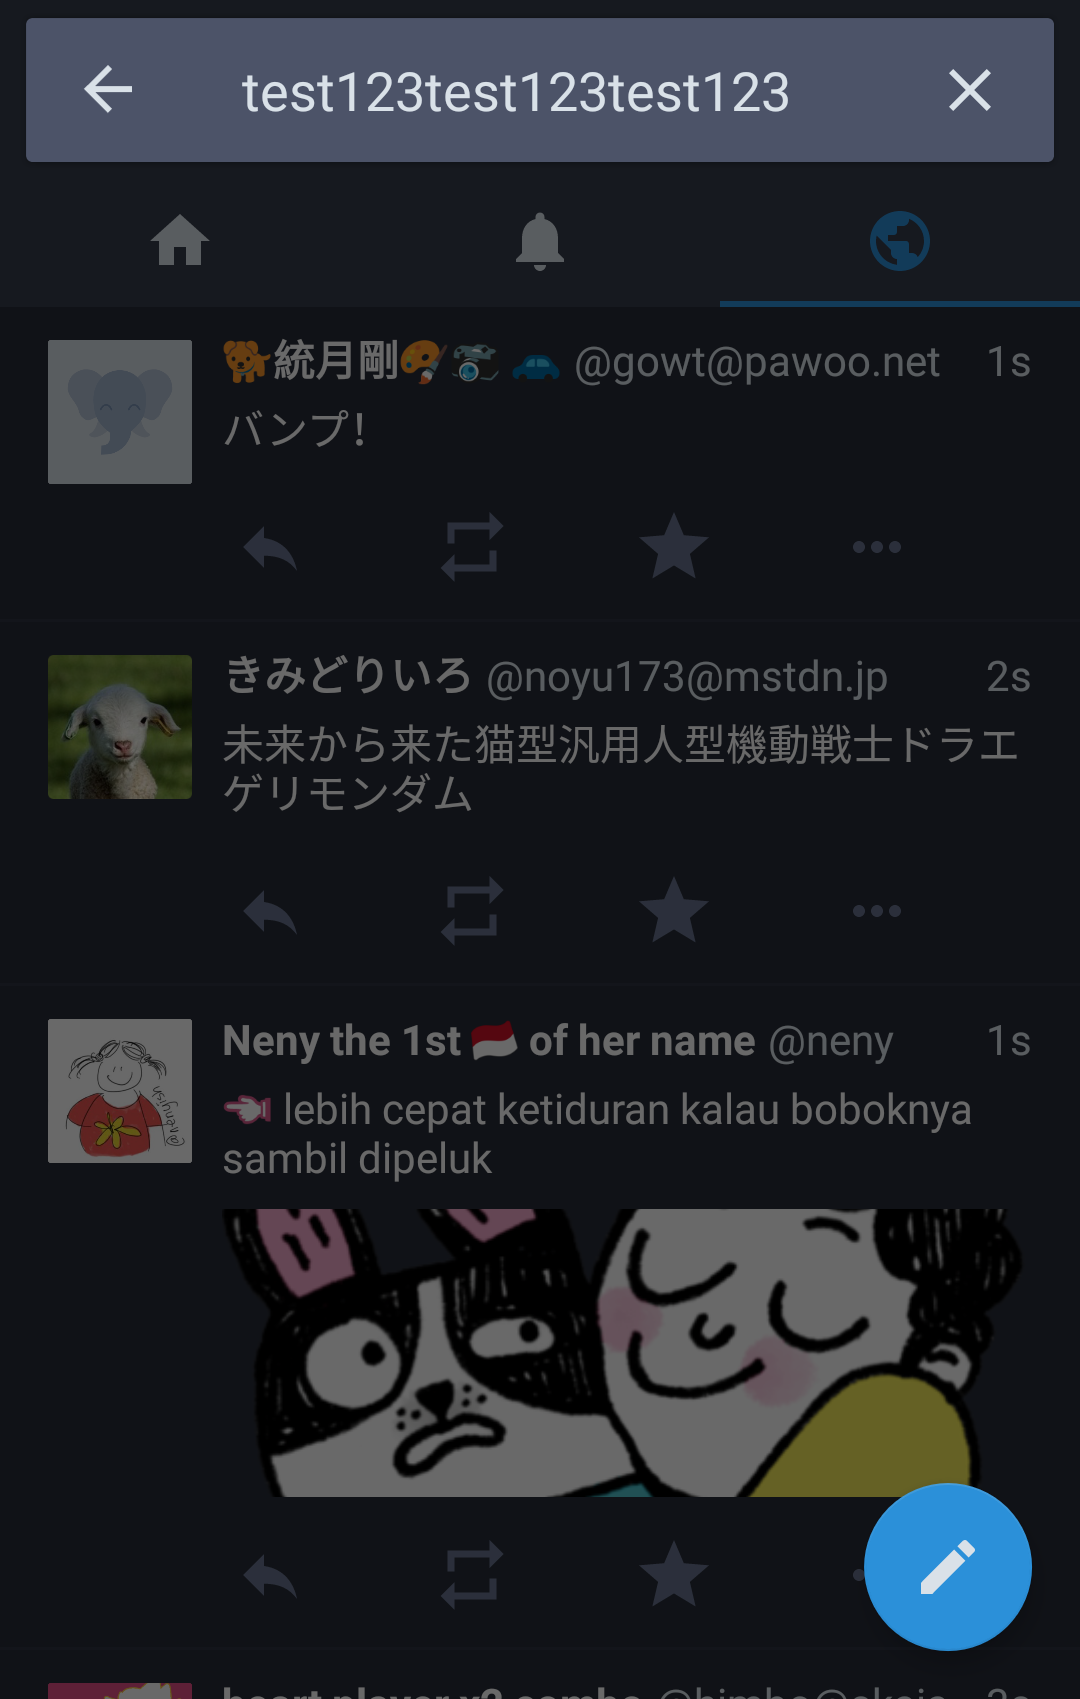 test123test123test123
🐕統月剛🎨📷🚗 @gowt@pawoo.net 1s
バンプ!
きみどりいろ @noyu173@mstdn.jp 2s
未来から来た猫型汎用人型機動戦士ドラエ
ゲリモンダム
Neny the 1st 🇮🇩 of her name @neny 1s
👈 lebih cepat ketiduran kalau boboknya
sambil dipeluk